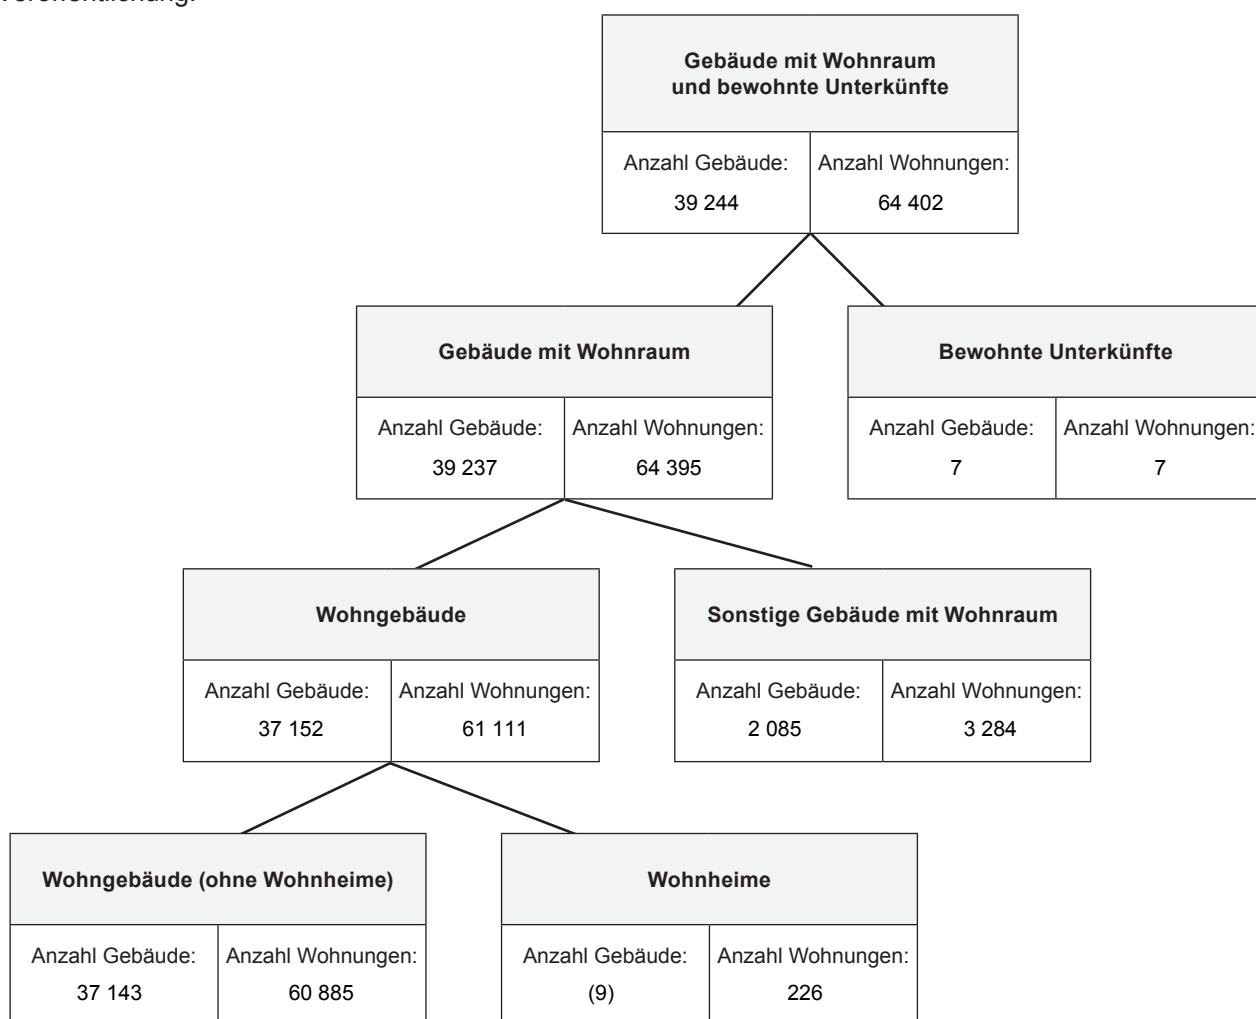 Veröffentlichung.
Gebäude mit Wohnraum
und bewohnte Unterkünfte
Anzahl Gebäude:
39 244
Anzahl Wohnungen:
64 402
Gebäude mit Wohnraum
Anzahl Gebäude:
39 237
Anzahl Wohnungen:
64 395
Bewohnte Unterkünfte
Anzahl Gebäude:
7
Anzahl Wohnungen:
7
Wohngebäude
Anzahl Gebäude:
37 152
Anzahl Wohnungen:
61 111
Sonstige Gebäude mit Wohnraum
Anzahl Gebäude:
2 085
Anzahl Wohnungen:
3 284
Wohngebäude (ohne Wohnheime)
Anzahl Gebäude:
37 143
Anzahl Wohnungen:
60 885
Wohnheime
Anzahl Gebäude:
(9)
Anzahl Wohnungen:
226